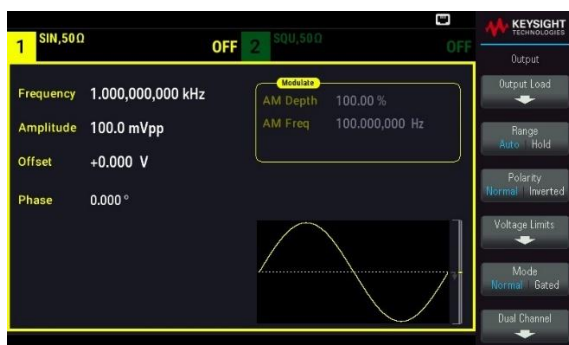 1 SIN,50Ω OFF 2 SQU,50Ω OFF
KEYSIGHT
TECHNOLOGIES
Output
Frequency 1.000,000,000 kHz
Amplitude 100.0 mVpp
Offset +0.000 V
Phase 0.000 °
Modulate
AM Depth 100.00 %
AM Freq 100.000,000 Hz
Output Load
Range
Auto Hold
Polarity
Normal Inverted
Voltage Limits
Mode
Normal Gated
Dual Channel